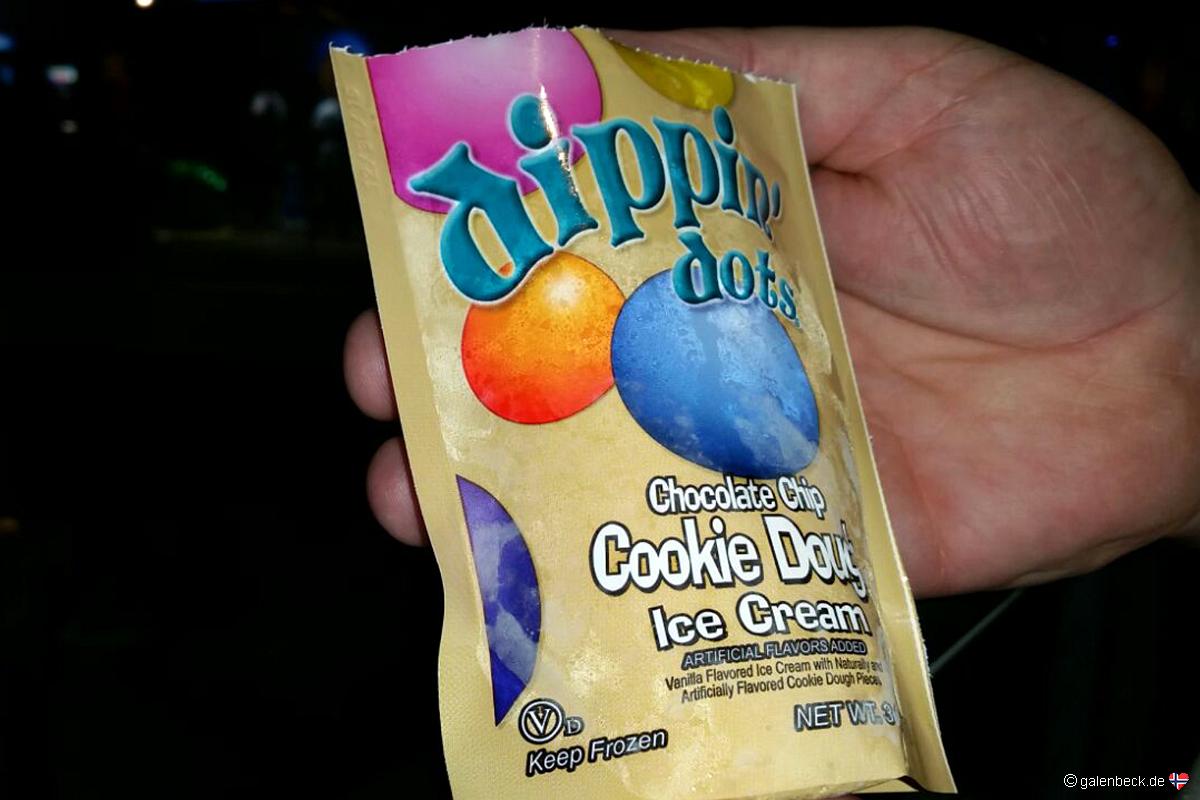 dippin'
dots
Chocolate Chip
Cookie Doug
Ice Cream
ARTIFICIAL FLAVORS ADDED
Vanilla Flavored Ice Cream with Naturally and
Artificially Flavored Cookie Dough Pieces
V D
Keep Frozen
NET WT. 3
© galenbeck.de